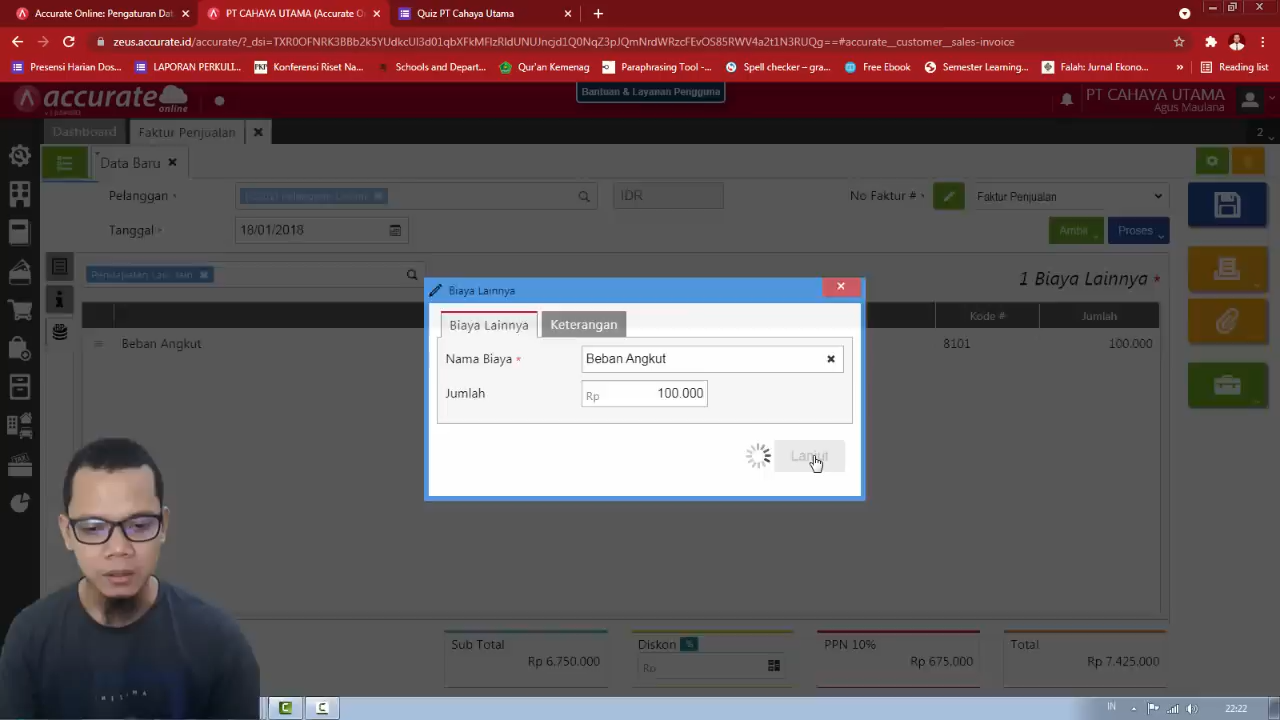 Accurate Online: Pengaturan Dat
PT CAHAYA UTAMA (Accurate O
Quiz PT Cahaya Utama
zeus.accurate.id/accurate/?_dsi=TXR0OFNRK3BBb2k5YUdkcUl3d01qbXFkMFlzRldUNUJncjd1Q0NqZ3pJQmNrdWRzcFEvOS85RWV4a2t1N3RUQg==#accurate__customer__sales-invoice
Presensi Harian Dos...
LAPORAN PERKULI...
Konferensi Riset Na...
Schools and Depart...
Qur'an Kemenag
Paraphrasing Tool -...
Spell checker – gra...
Free Ebook
Semester Learning...
Falah: Jurnal Ekono...
»
Reading list
accurate online
Bantuan & Layanan Pengguna
PT CAHAYA UTAMA
Agus Maulana
Dashboard
Faktur Penjualan
2
Data Baru
Pelanggan *
IDR
No Faktur # *
Faktur Penjualan
Tanggal *
18/01/2018
Ambil
Proses
1 Biaya Lainnya *
Kode #
Jumlah
Beban Angkut
8101
100.000
Biaya Lainnya
Biaya Lainnya
Keterangan
Nama Biaya *
Beban Angkut
Jumlah
Rp
100.000
Lanjut
Sub Total
Rp 6.750.000
Diskon %
Rp
PPN 10%
Rp 675.000
Total
Rp 7.425.000
IN
22:22